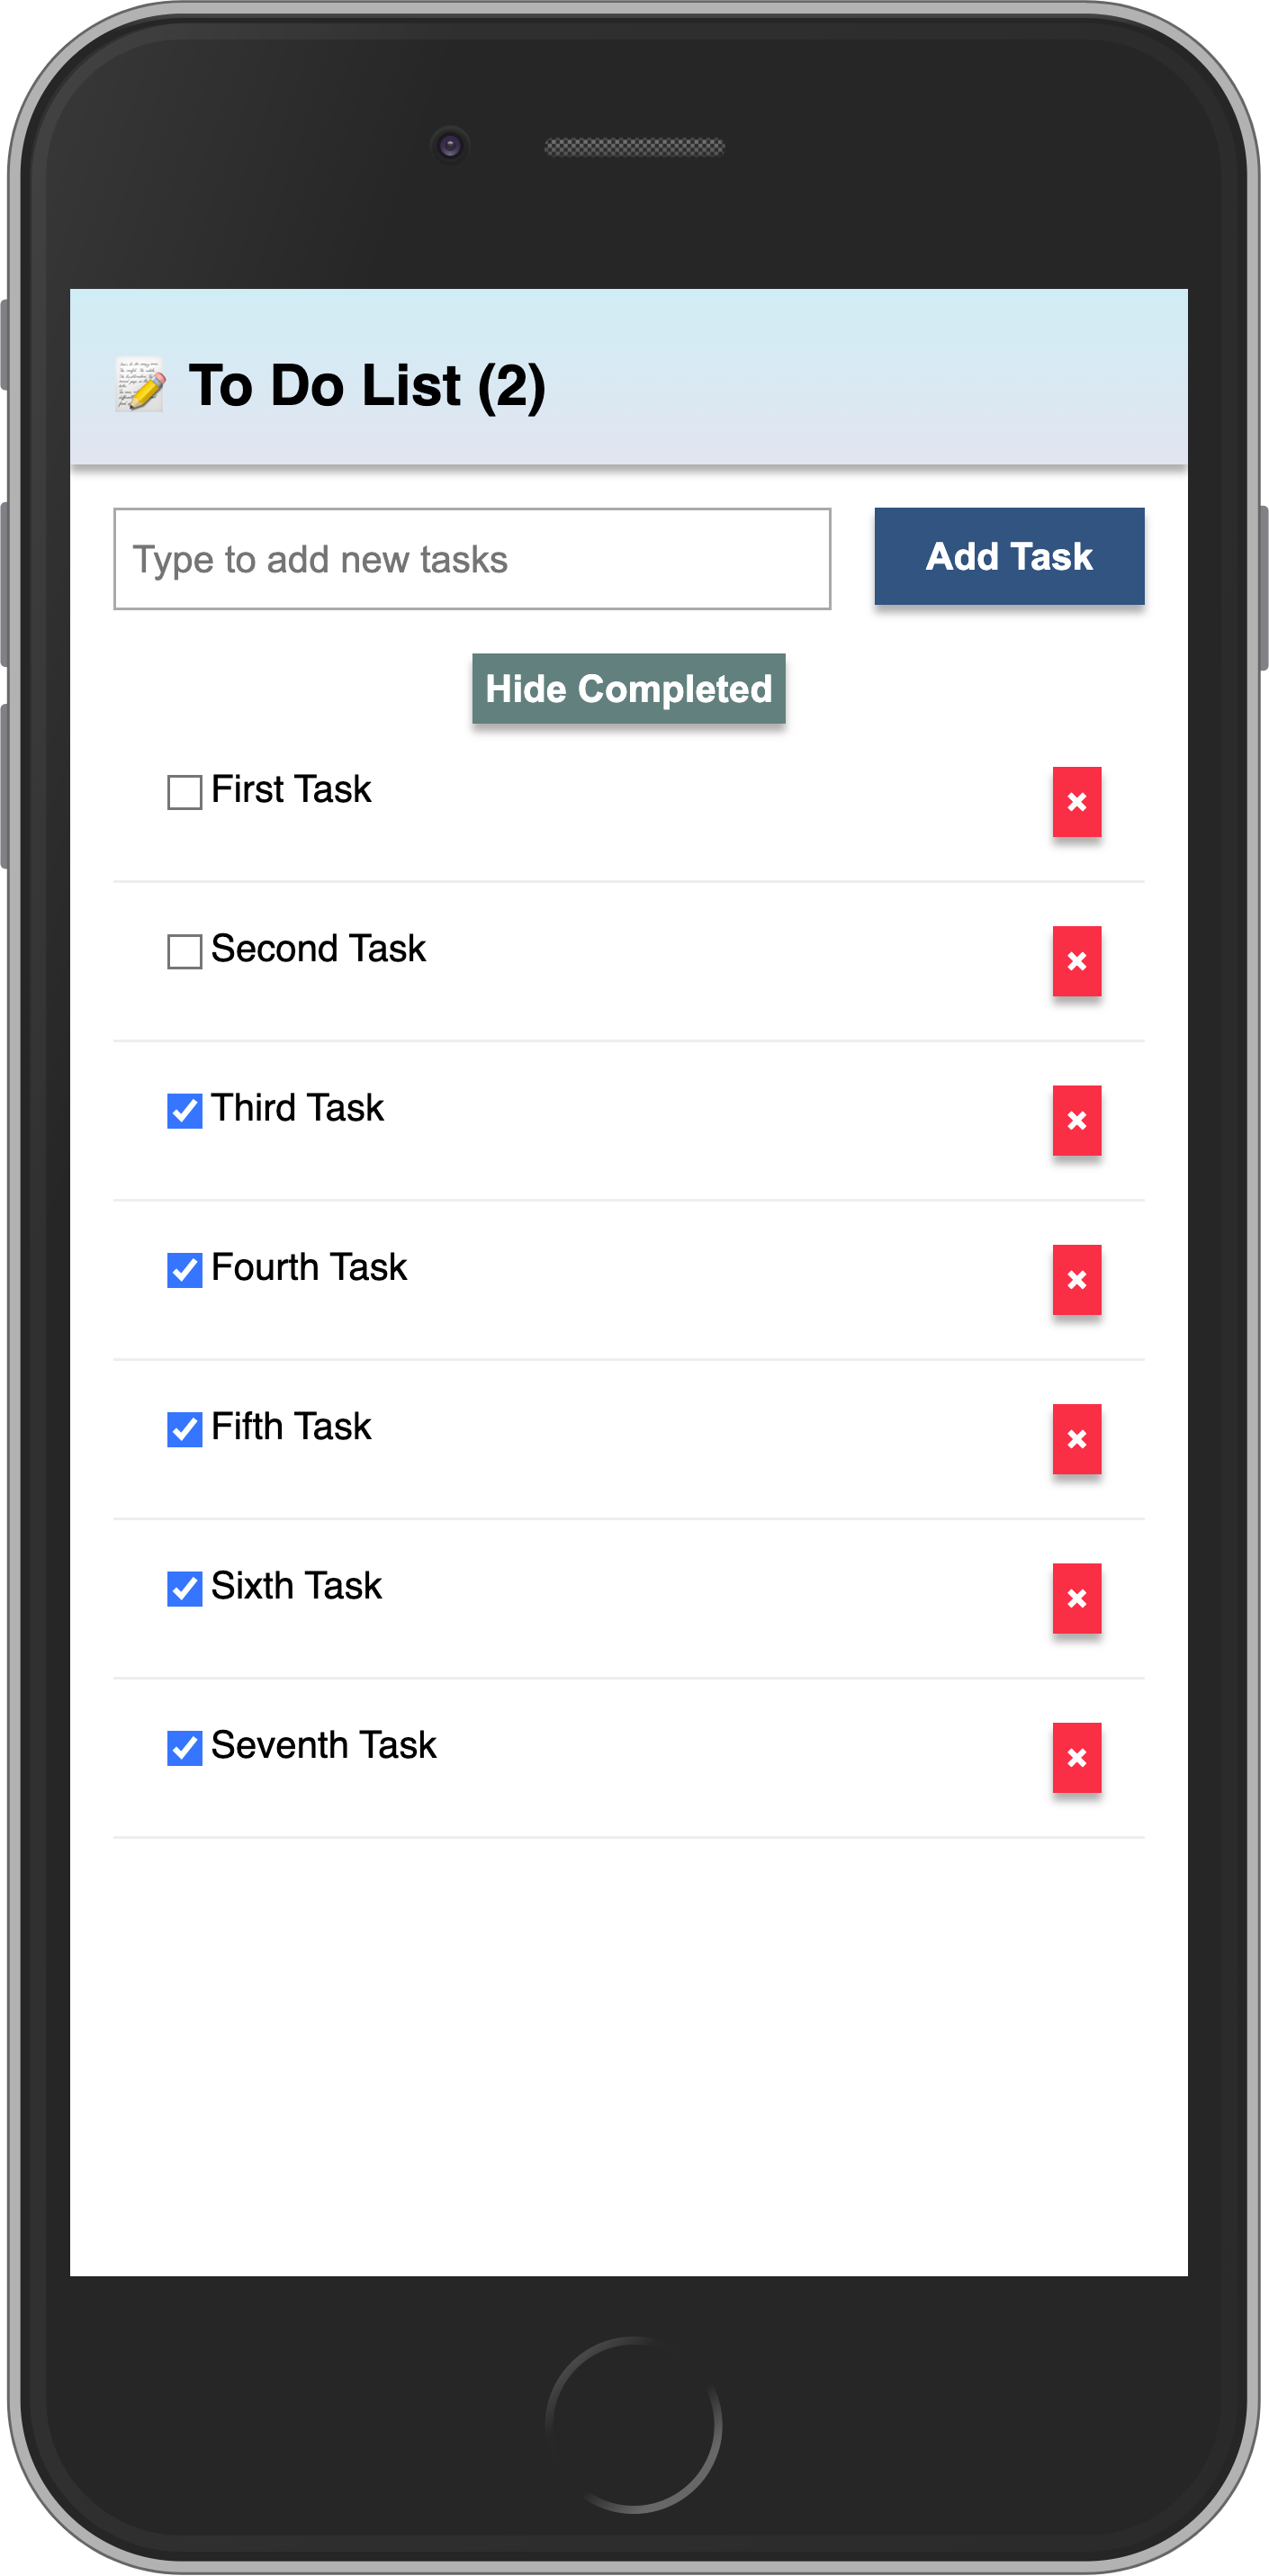 📝 To Do List (2)
Type to add new tasks
Add Task
Hide Completed
First Task
Second Task
Third Task
Fourth Task
Fifth Task
Sixth Task
Seventh Task